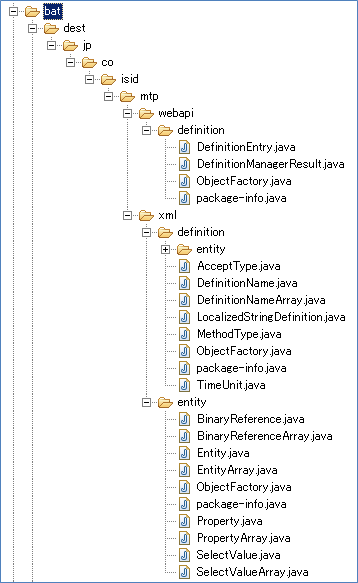 bat
dest
jp
co
isid
mtp
webapi
definition
DefinitionEntry.java
DefinitionManagerResult.java
ObjectFactory.java
package-info.java
xml
definition
entity
AcceptType.java
DefinitionName.java
DefinitionNameArray.java
LocalizedStringDefinition.java
MethodType.java
ObjectFactory.java
package-info.java
TimeUnit.java
entity
BinaryReference.java
BinaryReferenceArray.java
Entity.java
EntityArray.java
ObjectFactory.java
package-info.java
Property.java
PropertyArray.java
SelectValue.java
SelectValueArray.java